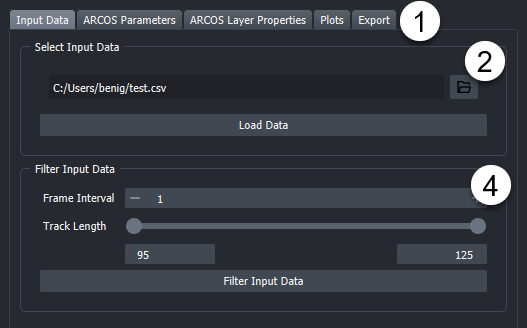 Input Data ARCOS Parameters ARCOS Layer Properties Plots Export 1
Select Input Data
2
C:/Users/benig/test.csv
Load Data
Filter Input Data
4
Frame Interval 1
Track Length
95 125
Filter Input Data